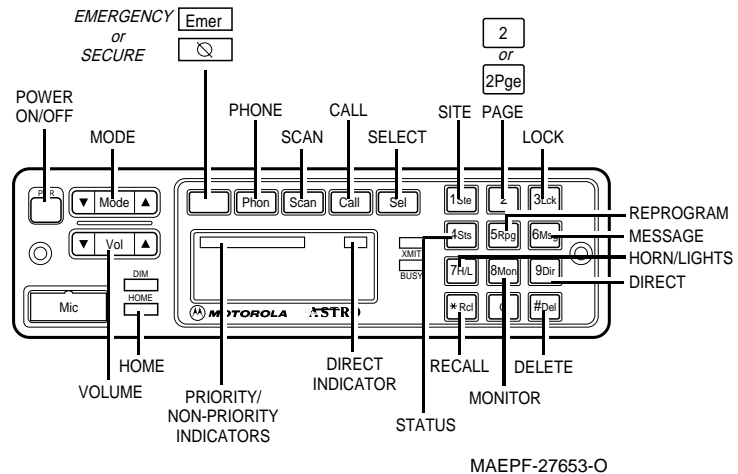 EMERGENCY
or
SECURE
Emer
2
or
2Pge
POWER
ON/OFF
MODE
PHONE
SCAN
CALL
SELECT
SITE
PAGE
LOCK
PWR
Mode
Phon
Scan
Call
Sel
1Ste
2
3Lck
REPROGRAM
Vol
4Sts
5Rpg
6Msg
MESSAGE
XMIT
HORN/LIGHTS
BUSY
7H/L
8Mon
9Dir
DIRECT
DIM
HOME
Mic
MOTOROLA
ASTRO
* Rcl
0
#Del
HOME
VOLUME
PRIORITY/
NON-PRIORITY
INDICATORS
DIRECT
INDICATOR
STATUS
RECALL
MONITOR
DELETE
MAEPF-27653-O